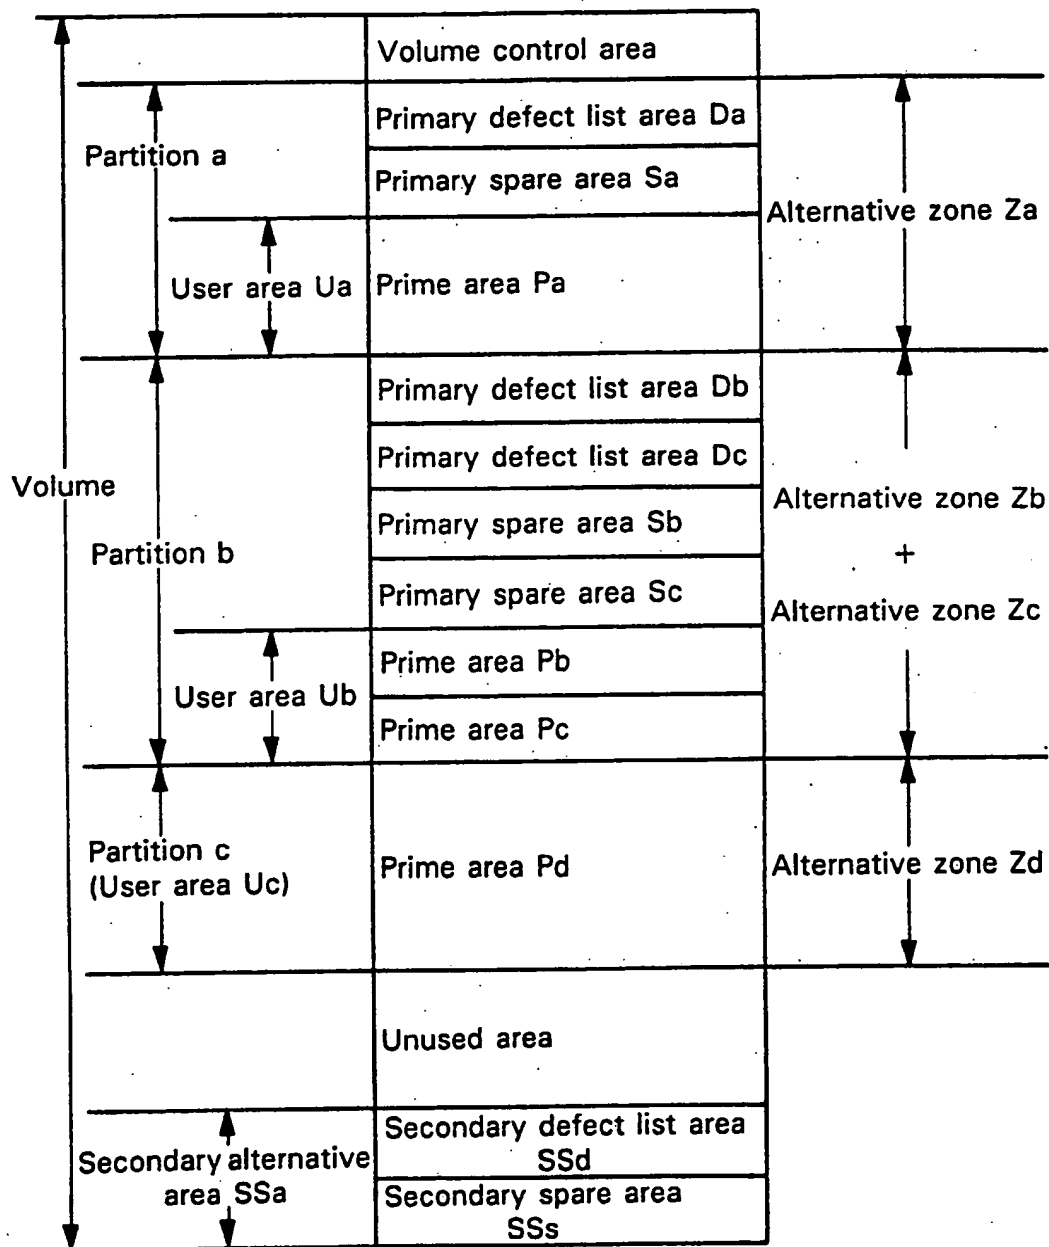 Volume control area
Primary defect list area Da
Partition a
Primary spare area Sa
Alternative zone Za
User area Ua
Prime area Pa
Primary defect list area Db
Primary defect list area Dc
Volume
Alternative zone Zb
Primary spare area Sb
Partition b
+
Primary spare area Sc
Alternative zone Zc
Prime area Pb
User area Ub
Prime area Pc
Partition c
(User area Uc)
Prime area Pd
Alternative zone Zd
Unused area
Secondary defect list area
SSd
Secondary alternative
area SSa
Secondary spare area
SSs